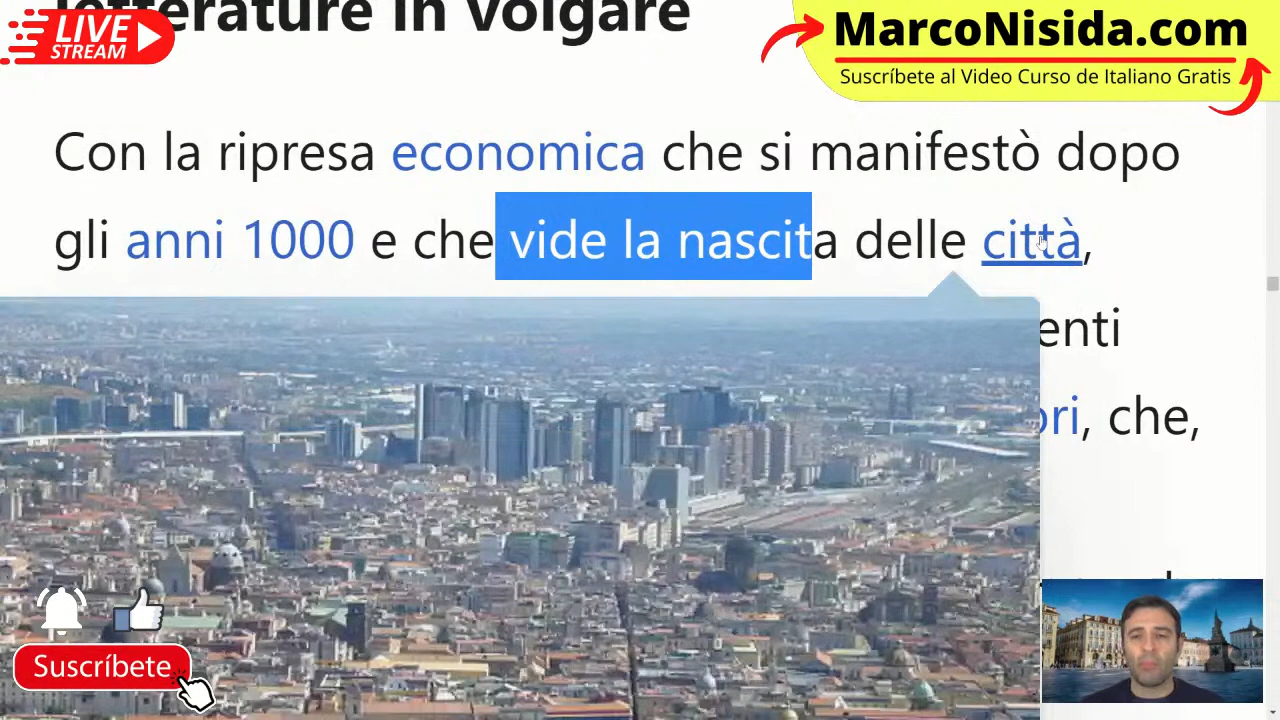 letterature in volgare
LIVE
STREAM
MarcoNisida.com
Suscríbete al Video Curso de Italiano Gratis
Con la ripresa economica che si manifestò dopo
gli anni 1000 e che vide la nascita delle città,
enti
ri, che,
Suscríbete